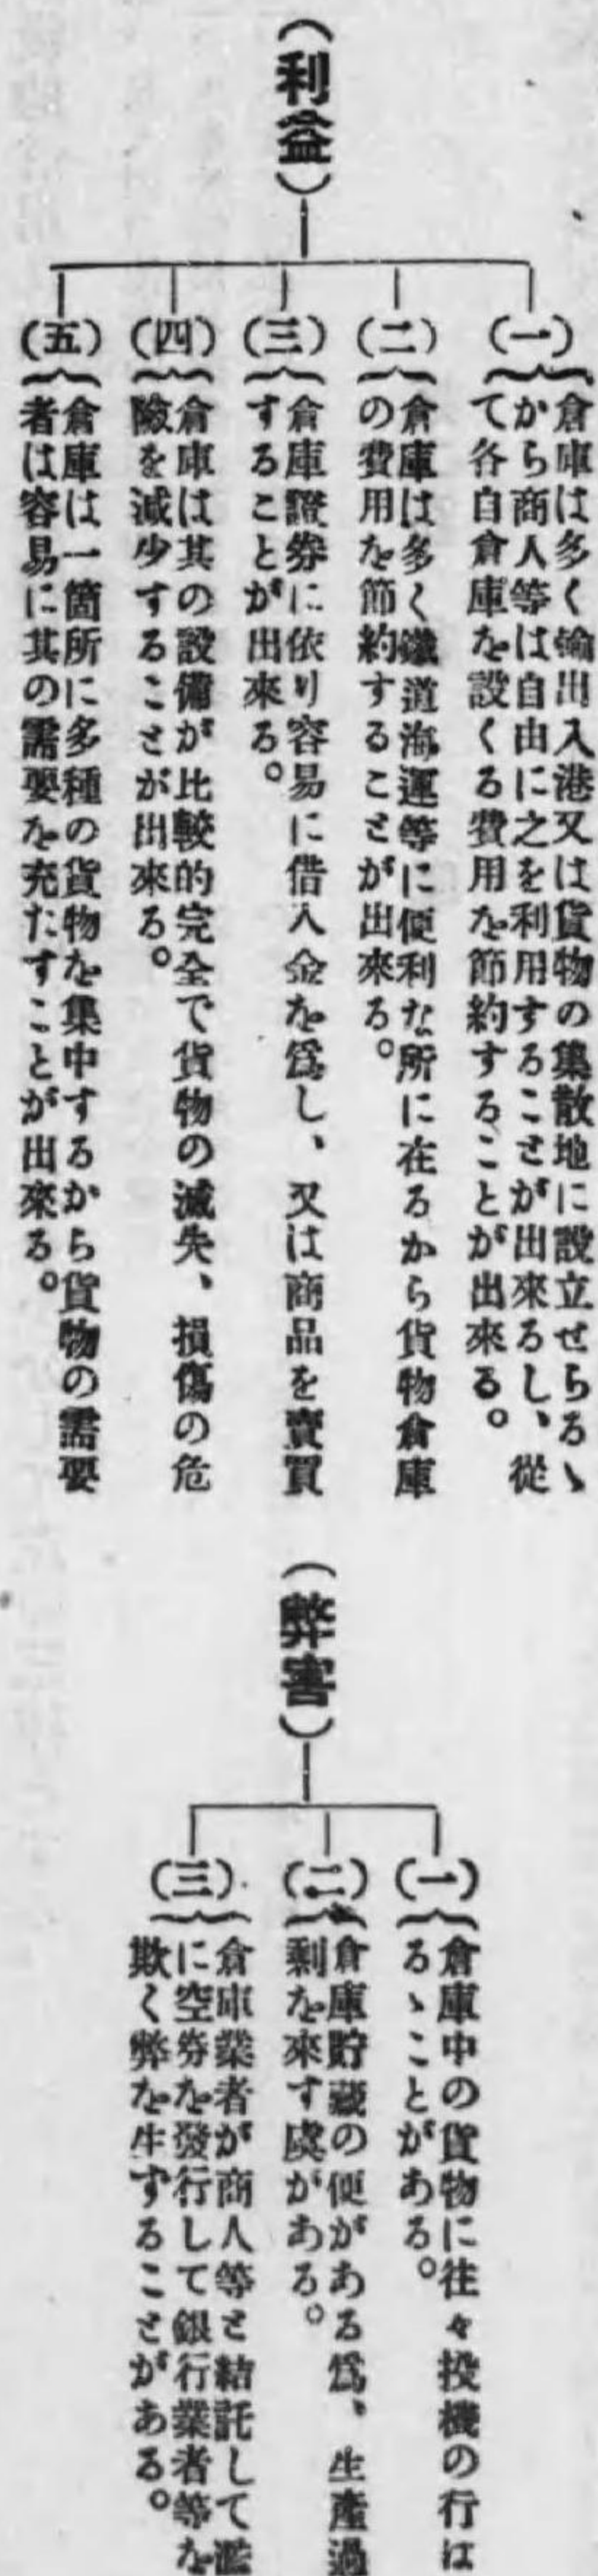 （利益）
（一）
倉庫は多く輸出入港又は貨物の集散地に設立せらるゝ
から商人等は自由に之を利用することが出來るし、從
て各自倉庫を設くる費用を節約することが出來る。
（二）
倉庫は多く鐵道海運等に便利な所に在るから貨物倉庫
の費用を節約することが出來る。
（三）
倉庫證券に依り容易に借入金を爲し、又は商品を賣買
することが出來る。
（四）
倉庫は其の設備が比較的完全で貨物の滅失、損傷の危
險を減少することが出來る。
（五）
倉庫は一箇所に多種の貨物を集中するから貨物の需要
者は容易に其の需要を充たすことが出來る。
（弊害）
（一）
倉庫中の貨物に往々投機の行は
るゝことがある。
（二）
倉庫貯藏の便がある爲、生産過
剩を來す虞がある。
（三）
倉庫業者が商人等と結託して濫
に空券を發行して銀行業者等を
欺く弊を生ずることがある。